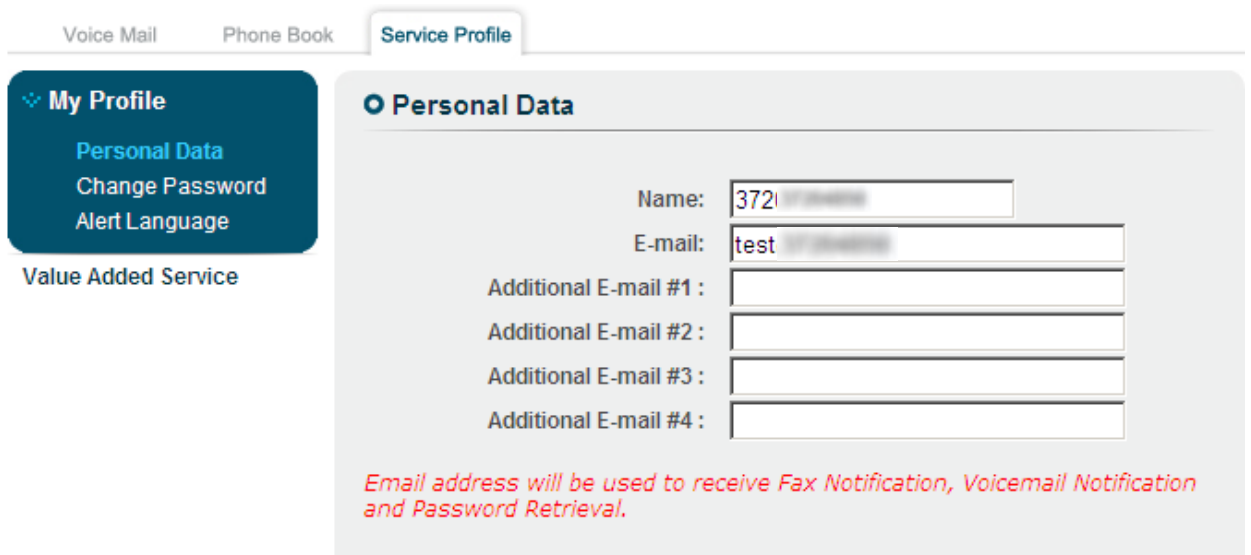 Voice Mail Phone Book Service Profile
My Profile
Personal Data
Change Password
Alert Language
Value Added Service
Personal Data
Name: 372
E-mail: test
Additional E-mail #1 :
Additional E-mail #2 :
Additional E-mail #3 :
Additional E-mail #4 :
Email address will be used to receive Fax Notification, Voicemail Notification
and Password Retrieval.